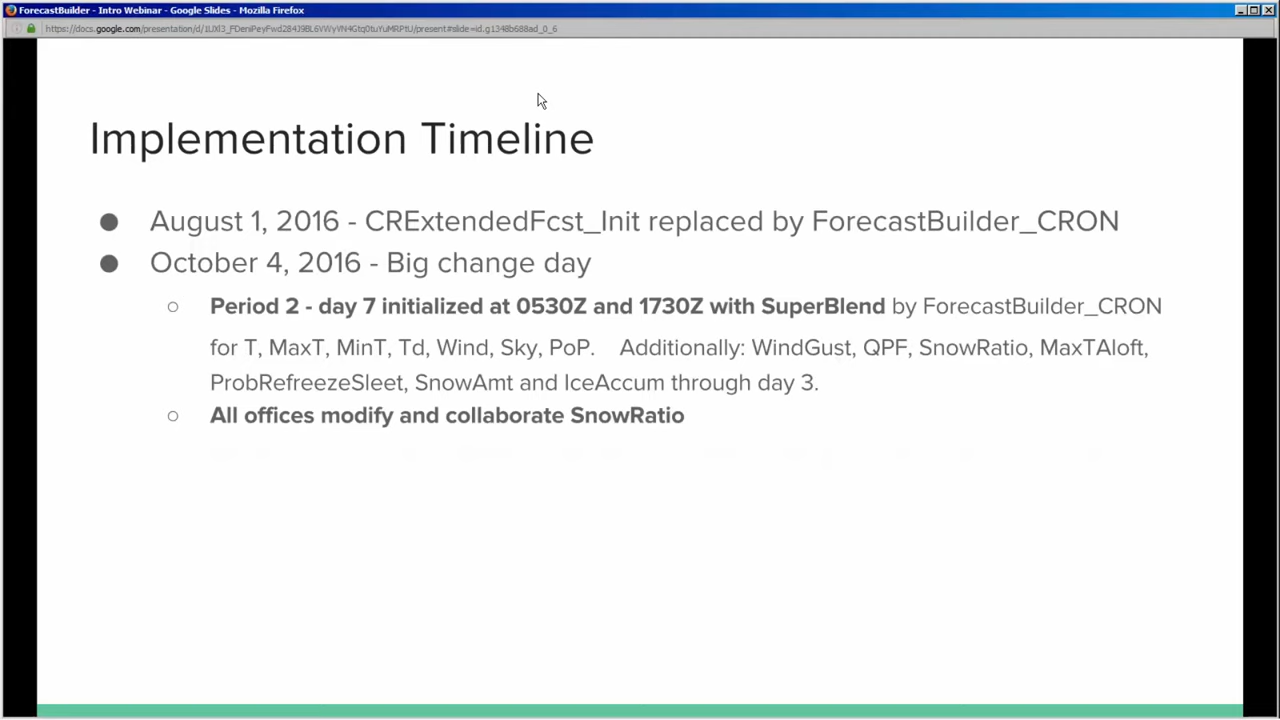 ForecastBuilder - Intro Webinar - Google Slides - Mozilla Firefox
Implementation Timeline
● August 1, 2016 - CRExtendedFcst_Init replaced by ForecastBuilder_CRON
● October 4, 2016 - Big change day
○ Period 2 - day 7 initialized at 0530Z and 1730Z with SuperBlend by ForecastBuilder_CRON
for T, MaxT, MinT, Td, Wind, Sky, PoP. Additionally: WindGust, QPF, SnowRatio, MaxTAloft,
ProbRefreezeSleet, SnowAmt and IceAccum through day 3.
○ All offices modify and collaborate SnowRatio